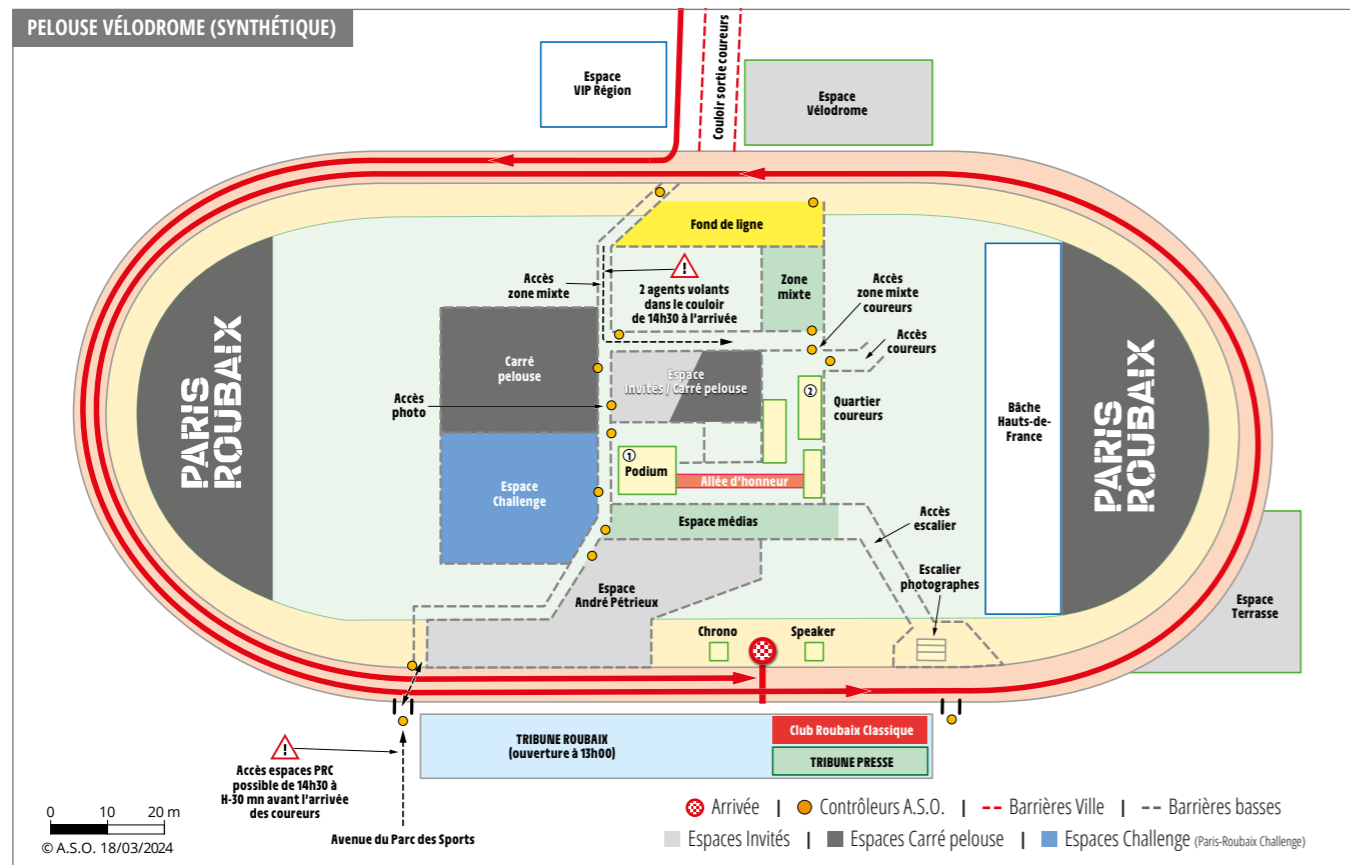 PELOUSE VÉLODROME (SYNTHÉTIQUE)
Espace
VIP Région
Couloir sortie coureurs
Espace
Vélodrome
Fond de ligne
Accès
zone mixte
!
2 agents volants
dans le couloir
de 14h30 à l'arrivée
Zone
mixte
Accès
zone mixte
coureurs
Accès
coureurs
PARIS
ROUBAIX
Carré
pelouse
Accès
photo
Espace
Invités / Carré pelouse
②
Quartier
coureurs
Bâche
Hauts-de-
France
PARIS
ROUBAIX
Espace
Challenge
①
Podium
Allée d'honneur
Espace médias
Accès
escalier
Escalier
photographes
Espace
André Pétrieux
Espace
Terrasse
Chrono
Speaker
TRIBUNE ROUBAIX
(ouverture à 13h00)
Club Roubaix Classique
TRIBUNE PRESSE
!
Accès espaces PRC
possible de 14h30 à
H-30 mn avant l'arrivée
des coureurs
Avenue du Parc des Sports
0 10 20 m
© A.S.O. 18/03/2024
Arrivée | Contrôleurs A.S.O. | Barrières Ville | Barrières basses
Espaces Invités | Espaces Carré pelouse | Espaces Challenge (Paris-Roubaix Challenge)